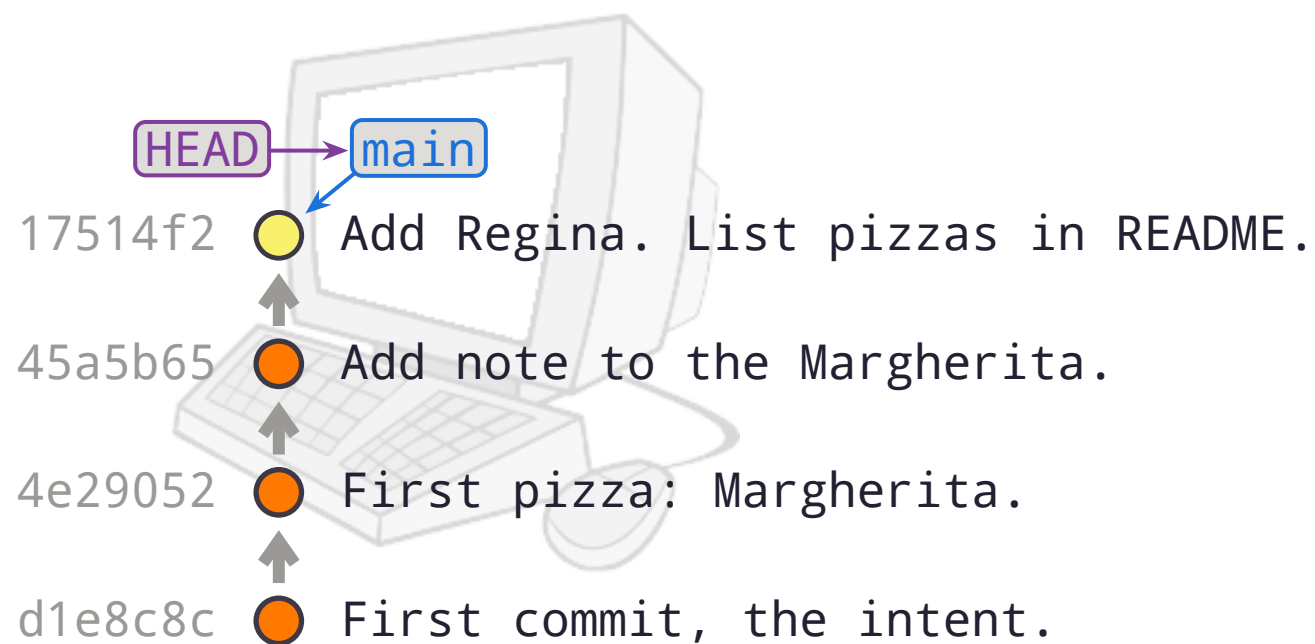 HEAD main
17514f2 Add Regina. List pizzas in README.
45a5b65 Add note to the Margherita.
4e29052 First pizza: Margherita.
d1e8c8c First commit, the intent.